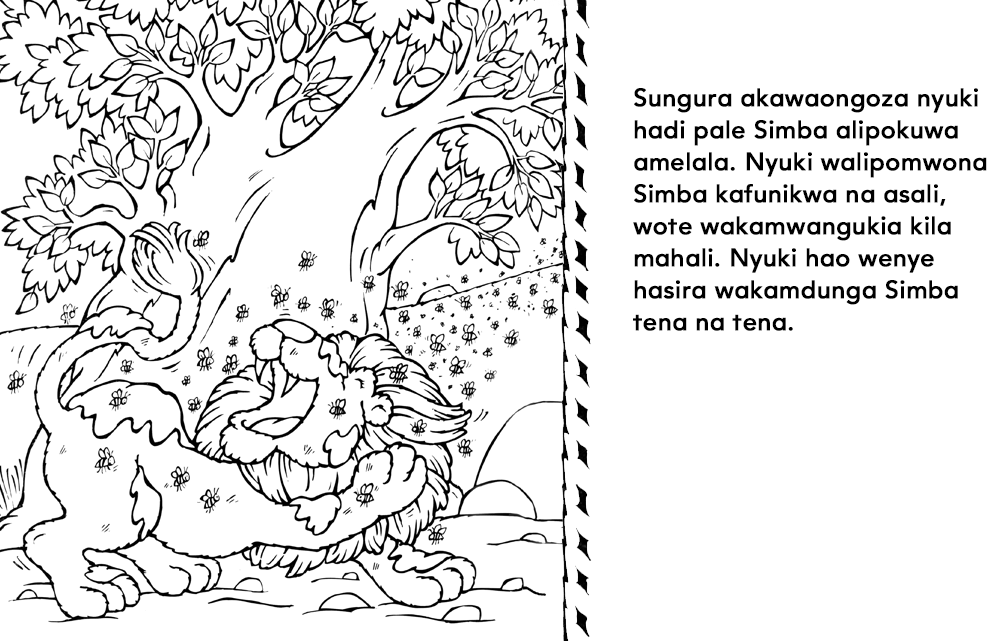 Sungura akawaongoza nyuki
hadi pale Simba alipokuwa
amelala. Nyuki walipomwona
Simba kafunikwa na asali,
wote wakamwangukia kila
mahali. Nyuki hao wenye
hasira wakamdunga Simba
tena na tena.